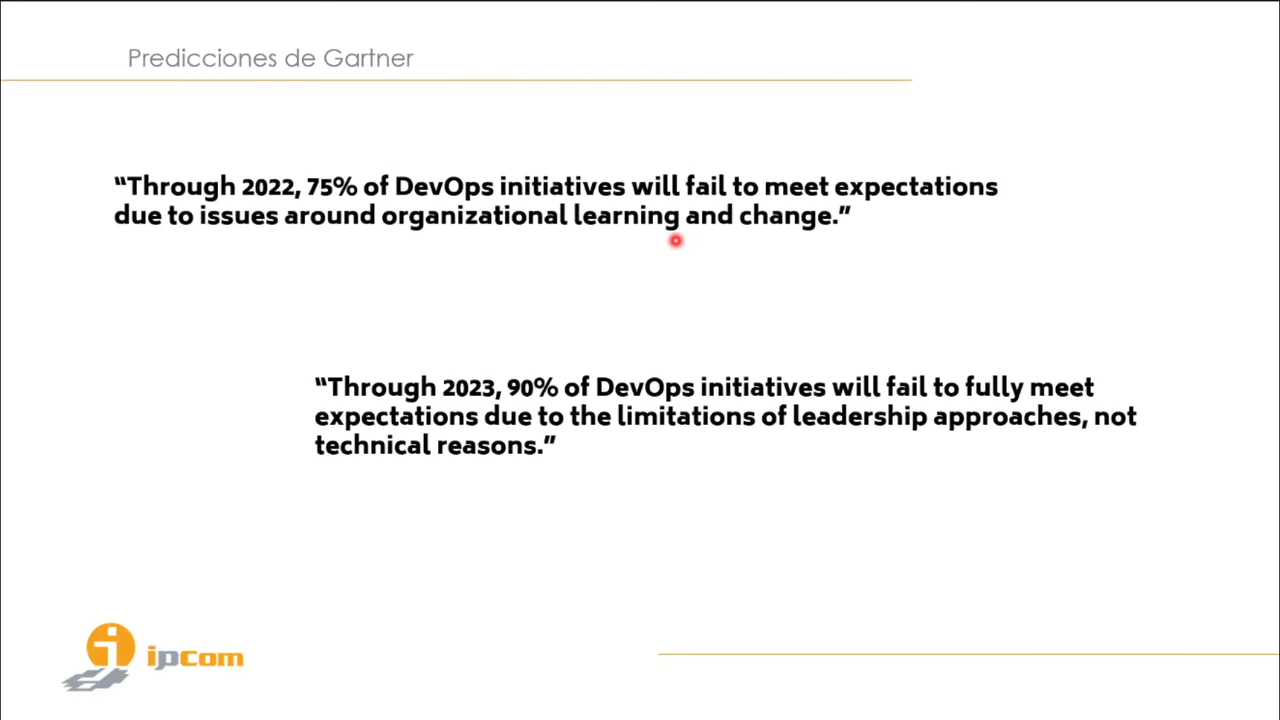 Predicciones de Gartner
“Through 2022, 75% of DevOps initiatives will fail to meet expectations
due to issues around organizational learning and change.”
“Through 2023, 90% of DevOps initiatives will fail to fully meet
expectations due to the limitations of leadership approaches, not
technical reasons.”
ipcom